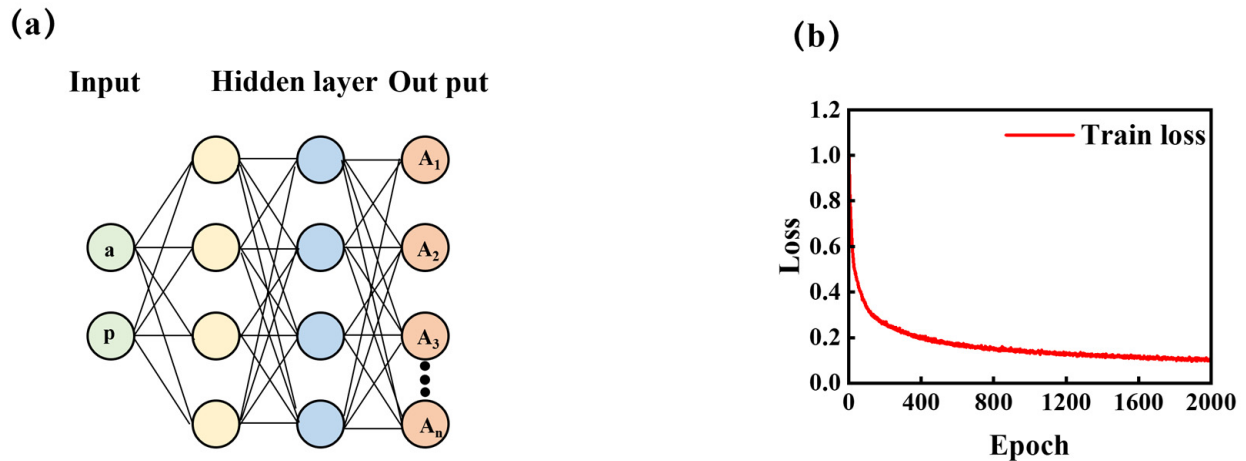 (a)
Input Hidden layer Out put
a
p
A1
A2
A3
An
(b)
Train loss
Loss
1.2
1.0
0.8
0.6
0.4
0.2
0.0
0 400 800 1200 1600 2000
Epoch